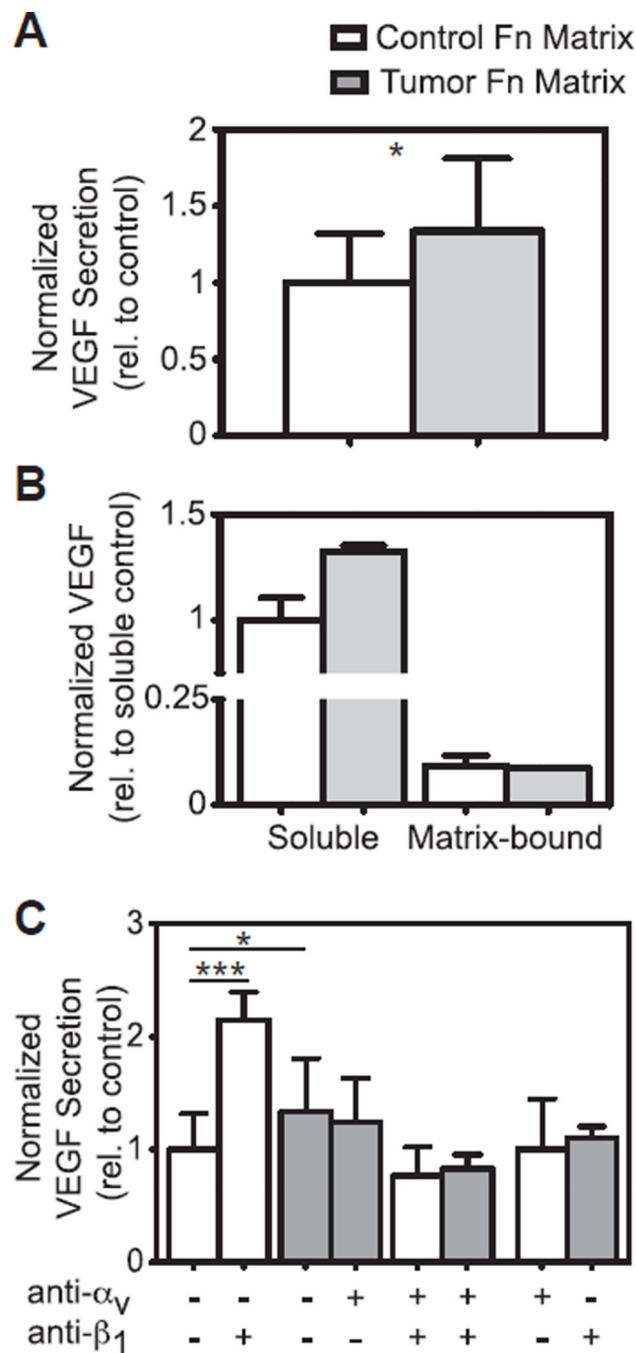 A
Control Fn Matrix
Tumor Fn Matrix
Normalized
VEGF Secretion
(rel. to control)
2
1.5
1
0.5
0
*
B
Normalized VEGF
(rel. to soluble control)
1.5
1
0.25
0
Soluble Matrix-bound
C
Normalized
VEGF Secretion
(rel. to control)
3
2
1
0
*
***
anti-αV - - - + + + + -
anti-β1 - + - - + + - +